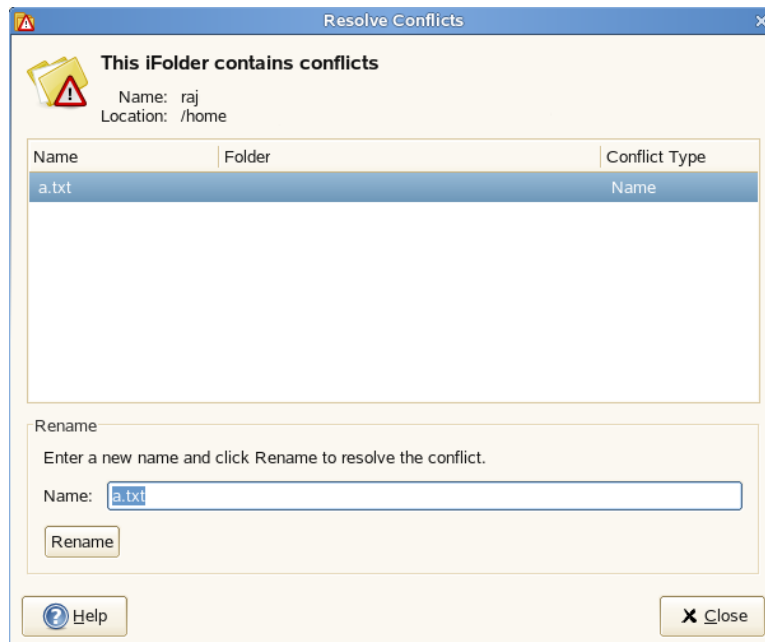 Resolve Conflicts
This iFolder contains conflicts
Name: raj
Location: /home
Name Folder Conflict Type
a.txt Name
Rename
Enter a new name and click Rename to resolve the conflict.
Name: a.txt
Rename
Help Close